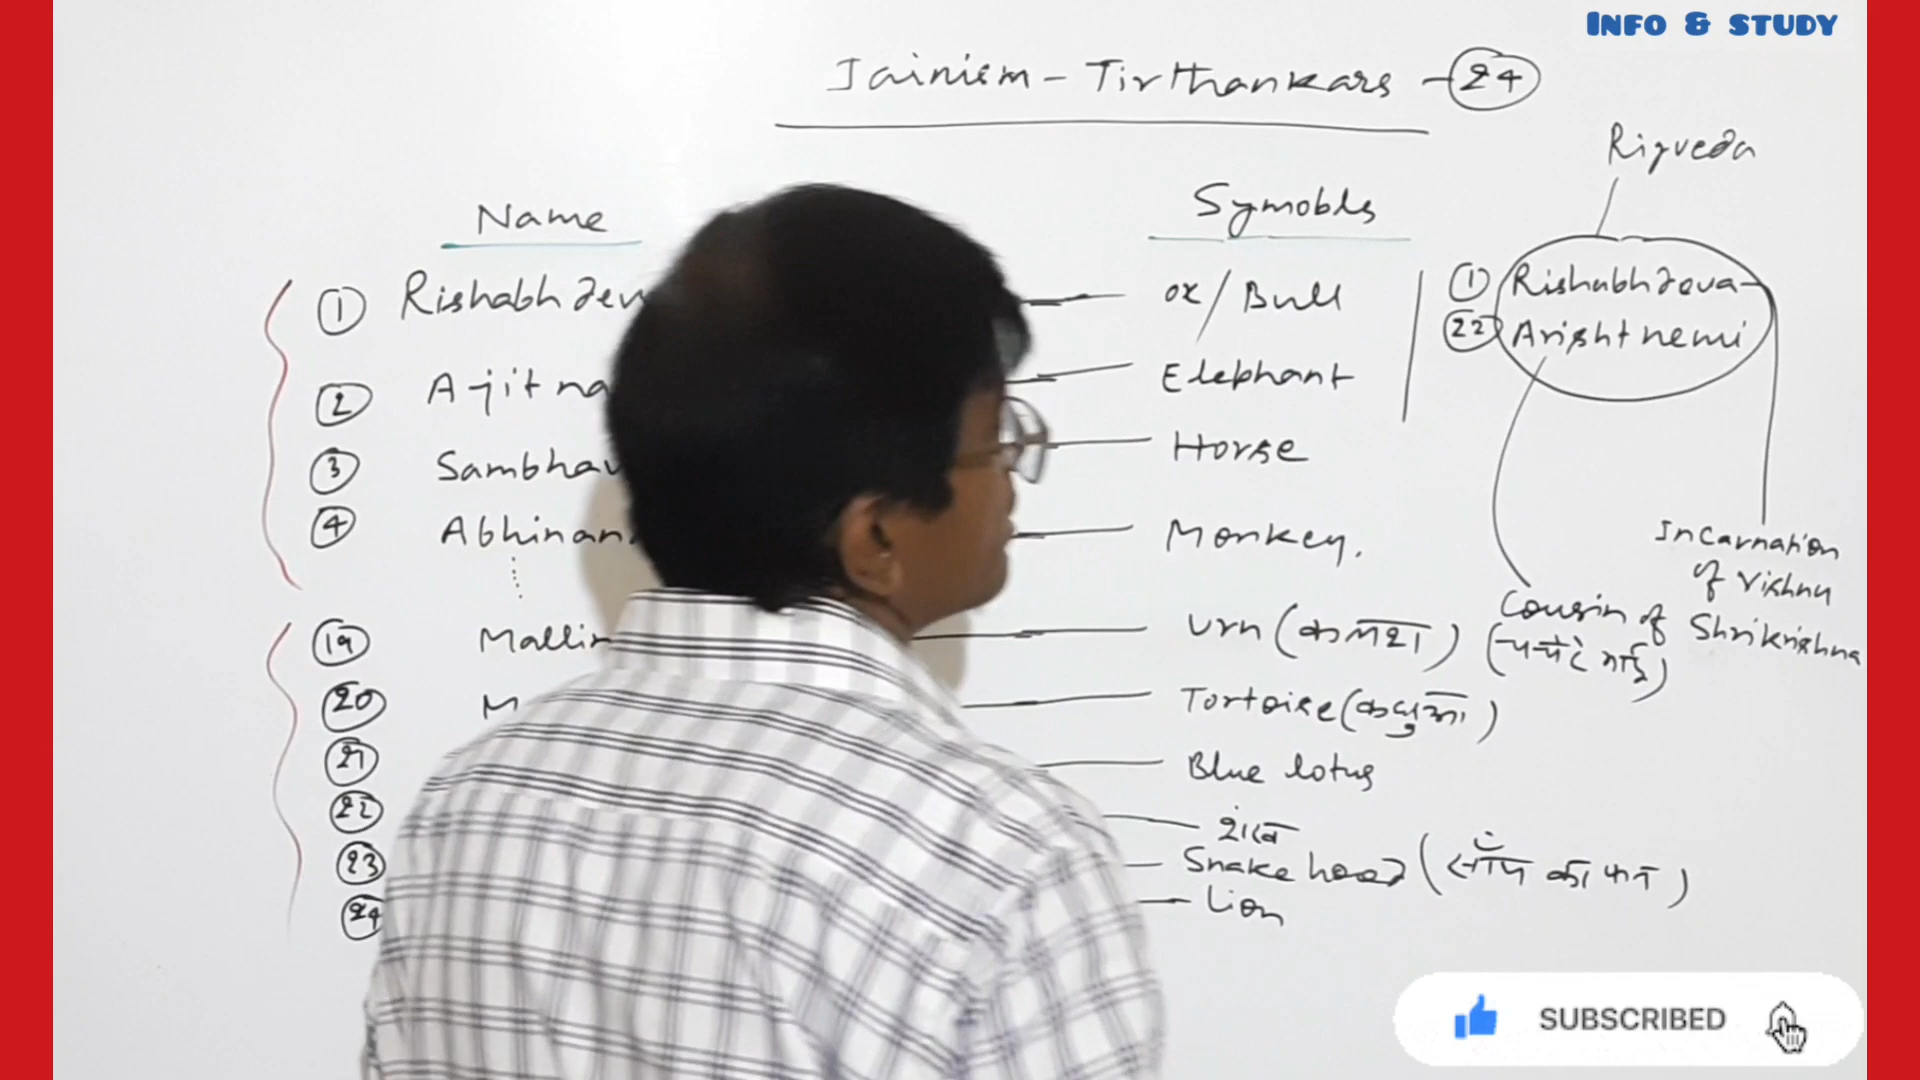 INFO & STUDY
Jainism - Tirthankars - 24
Rigveda
Name
Symobls
1 Rishabhdev ox/Bull
1 Rishabhdeva
22 Arishtnemi
2 Ajitna Elephant
3 Sambhav Horse
4 Abhinan Monkey.
Incarnation
of Vishnu
19 Mallin Urn (कलश)
Cousin of Shrikrishna
(चचेरे भाई)
20 M Tortoise (कछुआ)
21 Blue lotus
22 शंख
23 Snake hood (साँप का फन)
24 Lion
SUBSCRIBED